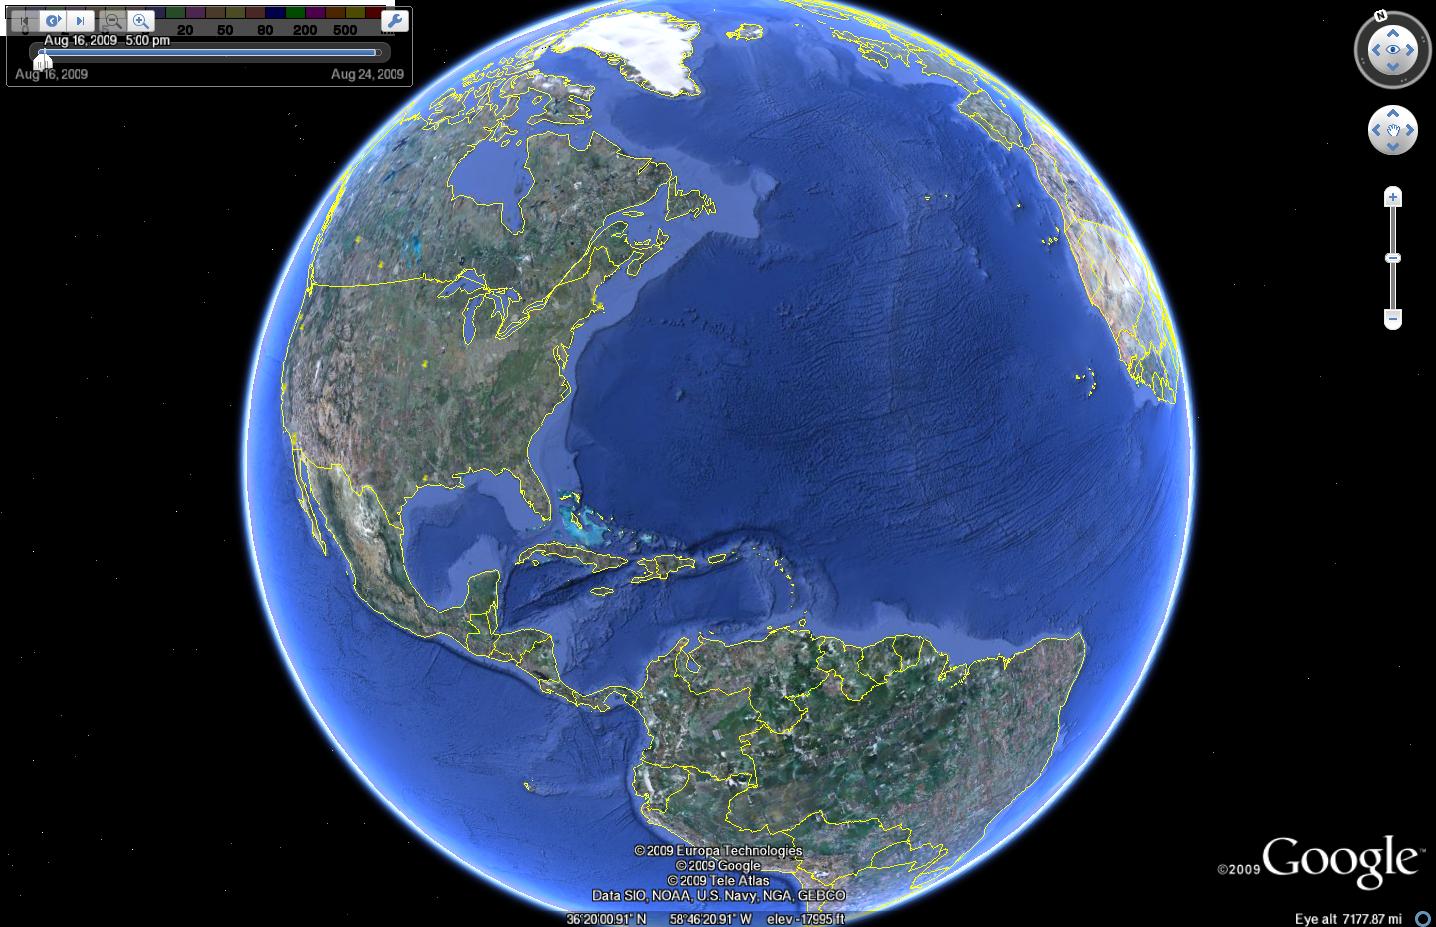 20 50 80 200 500
Aug 16, 2009 5:00 pm
Aug 16, 2009 Aug 24, 2009
N
© 2009 Europa Technologies
© 2009 Google
© 2009 Tele Atlas
Data SIO, NOAA, U.S. Navy, NGA, GEBCO
36°20'00.91" N 58°46'20.91" W elev -17995 ft
©2009 Google™
Eye alt 7177.87 mi